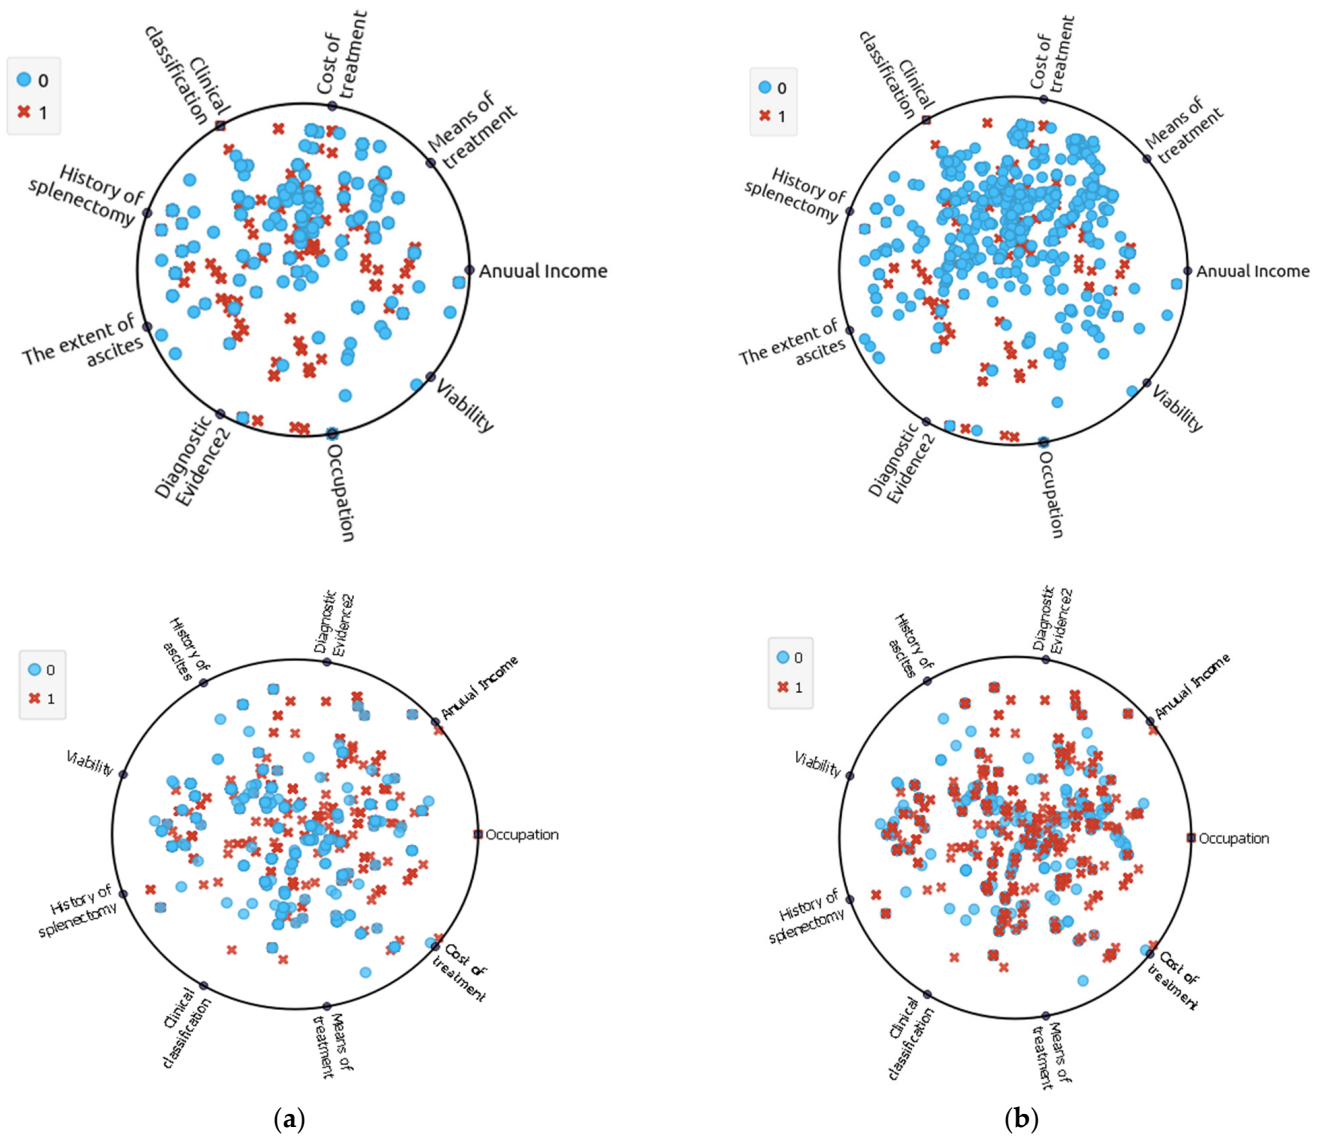 0
1
Clinical
classification
Cost of
treatment
Means of
treatment
History of
splenectomy
Anuual Income
The extent of
ascites
Viability
Diagnostic
Evidence2
Occupation
0
1
Clinical
classification
Cost of
treatment
Means of
treatment
History of
splenectomy
Anuual Income
The extent of
ascites
Viability
Diagnostic
Evidence2
Occupation
0
1
History of
ascites
Diagnostic
Evidence2
Anuual Income
Viability
Occupation
History of
splenectomy
Cost of
treatment
Clinical
classification
Means of
treatment
0
1
History of
ascites
Diagnostic
Evidence2
Anuual Income
Viability
Occupation
History of
splenectomy
Cost of
treatment
Clinical
classification
Means of
treatment
(a)
(b)